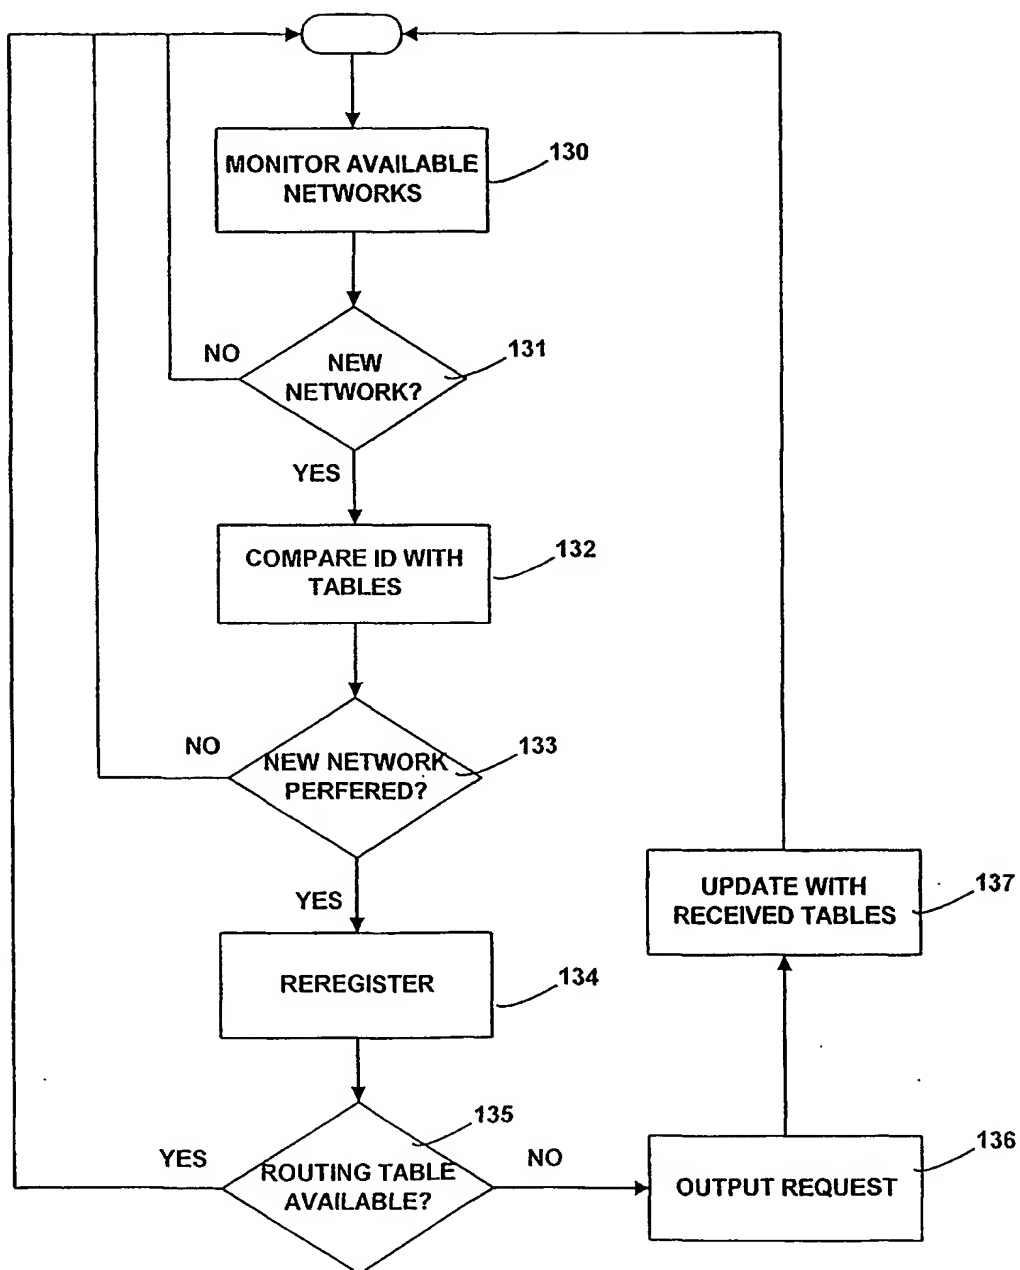 MONITOR AVAILABLE
NETWORKS
130
NEW
NETWORK?
131
NO
YES
COMPARE ID WITH
TABLES
132
NEW NETWORK
PERFERED?
133
NO
YES
REREGISTER
134
ROUTING TABLE
AVAILABLE?
135
YES
NO
OUTPUT REQUEST
136
UPDATE WITH
RECEIVED TABLES
137